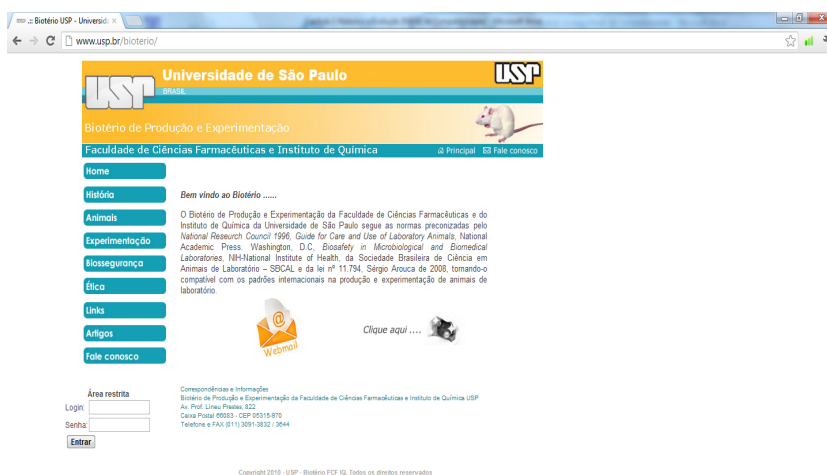 .:: Biotério USP - Universid
www.usp.br/bioterio/
USP
Universidade de São Paulo
BRASIL
USP
Biotério de Produção e Experimentação
Faculdade de Ciências Farmacêuticas e Instituto de Química
Principal
Fale conosco
Home
História
Animais
Experimentação
Biossegurança
Ética
Links
Artigos
Fale conosco
Bem vindo ao Biotério ......
O Biotério de Produção e Experimentação da Faculdade de Ciências Farmacêuticas e do
Instituto de Química da Universidade de São Paulo segue as normas preconizadas pelo
National Research Council 1996, Guide for Care and Use of Laboratory Animals, National
Academic Press. Washington, D.C, Biosafety in Microbiological and Biomedical
Laboratories, NIH-National Institute of Health, da Sociedade Brasileira de Ciência em
Animais de Laboratório – SBCAL e da lei nº 11.794, Sérgio Arouca de 2008, tornando-o
compatível com os padrões internacionais na produção e experimentação de animais de
laboratório.
@
Webmail
Clique aqui ....
Área restrita
Login:
Senha:
Entrar
Correspondências e Informações
Biotério de Produção e Experimentação da Faculdade de Ciências Farmacêuticas e Instituto de Química USP
Av. Prof. Lineu Prestes, 822
Caixa Postal 66083 - CEP 05315-970
Telefone e FAX (011) 3091-3832 / 3644
Copyright 2010 - USP - Biotério FCF IQ. Todos os direitos reservados